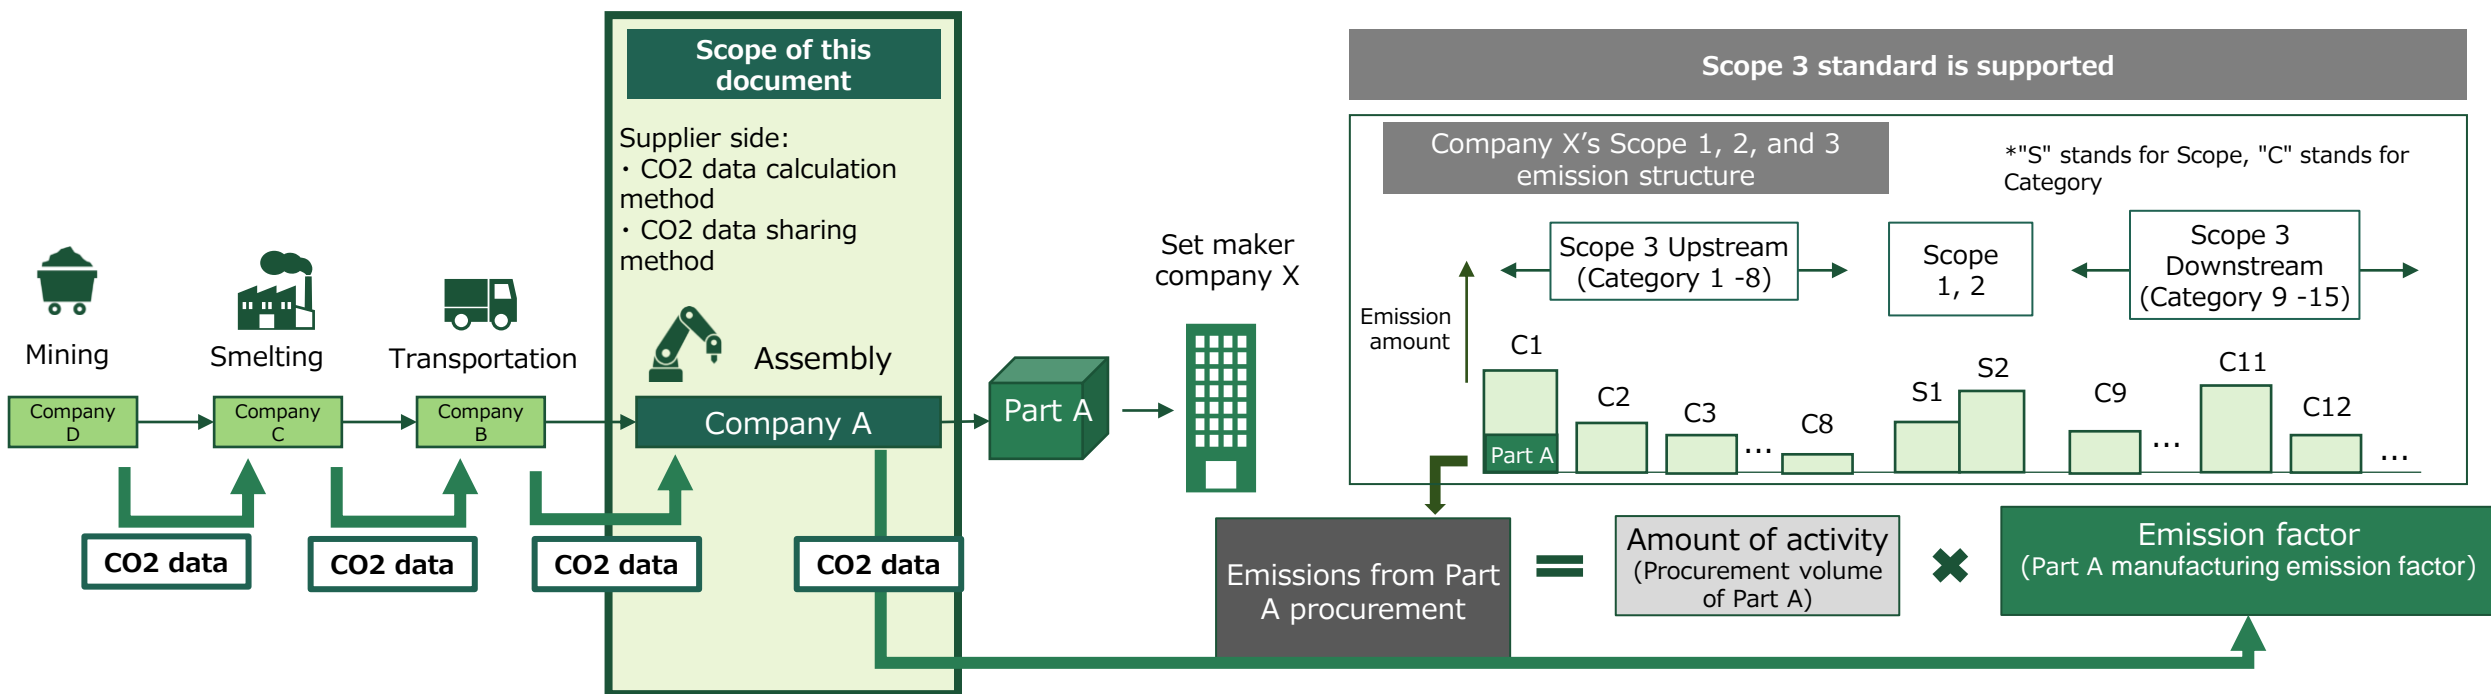 Scope of this
document
Supplier side:
・CO2 data calculation
method
・CO2 data sharing
method
Mining
Smelting
Transportation
Assembly
Company
D
Company
C
Company
B
Company A
Part A
Set maker
company X
CO2 data
CO2 data
CO2 data
CO2 data
Scope 3 standard is supported
Company X’s Scope 1, 2, and 3
emission structure
*"S" stands for Scope, "C" stands for
Category
Scope 3 Upstream
(Category 1 -8)
Scope
1, 2
Scope 3
Downstream
(Category 9 -15)
Emission
amount
C1
Part A
C2
C3
...
C8
S1
S2
C9
...
C11
C12
...
Emissions from Part
A procurement
=
Amount of activity
(Procurement volume
of Part A)
×
Emission factor
(Part A manufacturing emission factor)